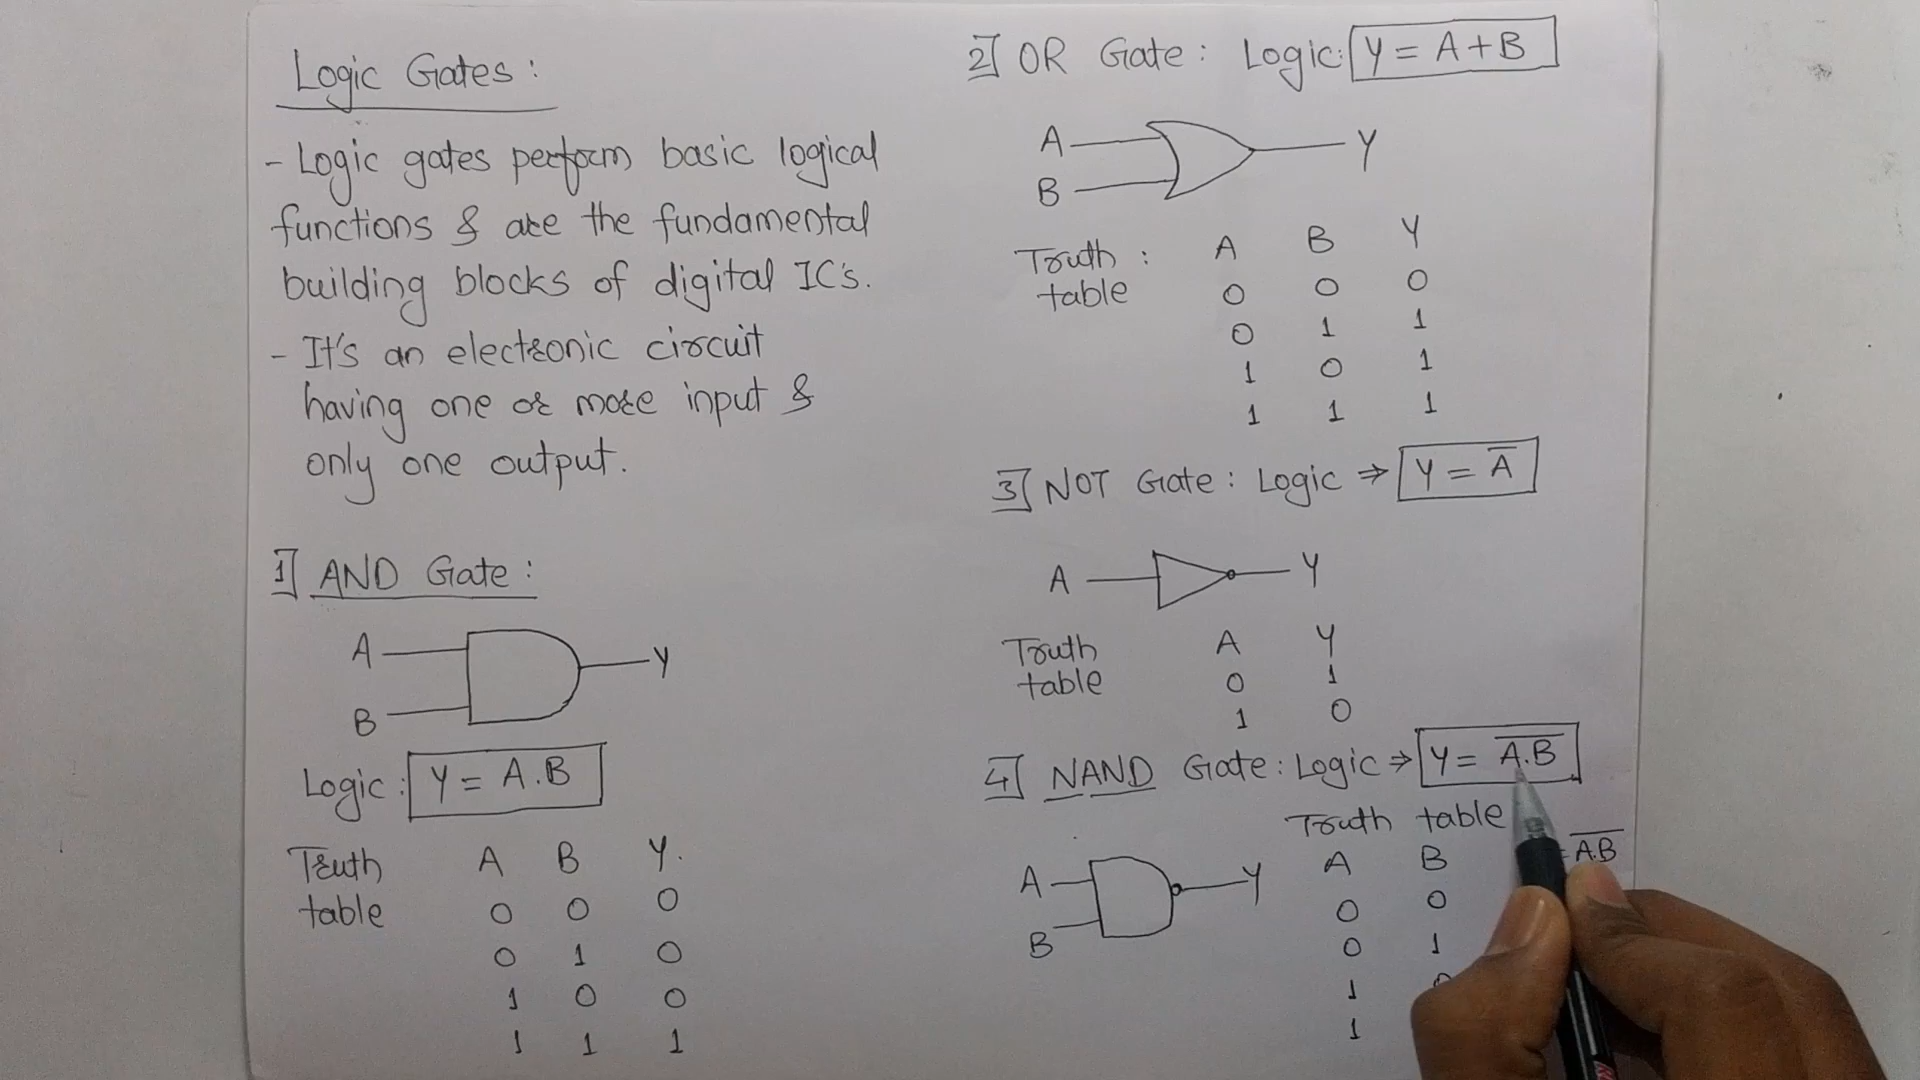 Logic Gates :
- Logic gates perform basic logical
functions & are the fundamental
building blocks of digital IC's.
- It's an electronic circuit
having one or more input &
only one output.
1] AND Gate :
A
Y
B
Logic : Y = A.B
Truth table
A B Y.
0 0 0
0 1 0
1 0 0
1 1 1
2] OR Gate : Logic: Y = A+B
A
Y
B
Truth : table
A B Y
0 0 0
0 1 1
1 0 1
1 1 1
3] NOT Gate : Logic ⇒ Y = A̅
A Y
Truth table
A Y
0 1
1 0
4] NAND Gate : Logic ⇒ Y = A̅.̅B̅
A
Y
B
Truth table
A B = A̅.̅B̅
0 0
0 1
1 0
1